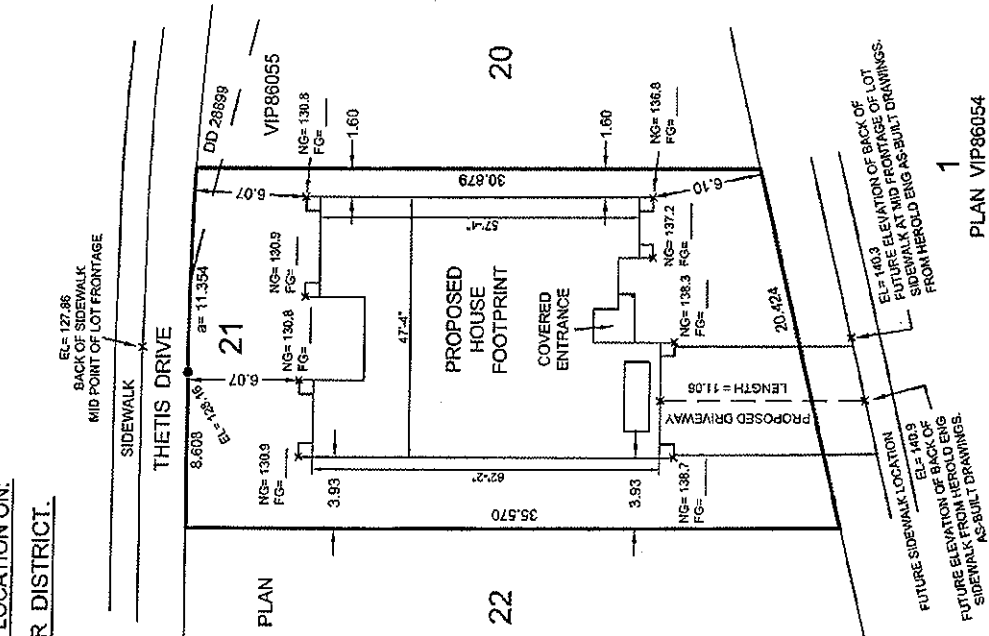 LOCATION ON:
R DISTRICT.
EL= 127.86
BACK OF SIDEWALK
MID POINT OF LOT FRONTAGE
SIDEWALK
THETIS DRIVE
DD 28899
VIP86055
8.608
EL= 128.16
a= 11.354
21
6.07
6.07
NG= 130.8
FG=
NG= 130.9
FG=
NG= 130.8
FG=
NG= 130.9
FG=
1.60
20
PLAN
3.93
47'-4"
57'-4"
30.879
62'-2"
35.570
PROPOSED
HOUSE
FOOTPRINT
COVERED
ENTRANCE
1.60
NG= 136.8
FG=
6.10
NG= 137.2
FG=
NG= 138.3
FG=
3.93
NG= 138.7
FG=
22
PROPOSED DRIVEWAY
LENGTH = 11.08
20.424
EL= 140.3
FUTURE ELEVATION OF BACK OF
SIDEWALK AT MID FRONTAGE OF LOT
FROM HEROLD ENG AS-BUILT DRAWINGS.
1
PLAN VIP86054
FUTURE SIDEWALK LOCATION
EL= 140.9
FUTURE ELEVATION OF BACK OF
SIDEWALK FROM HEROLD ENG
AS-BUILT DRAWINGS.